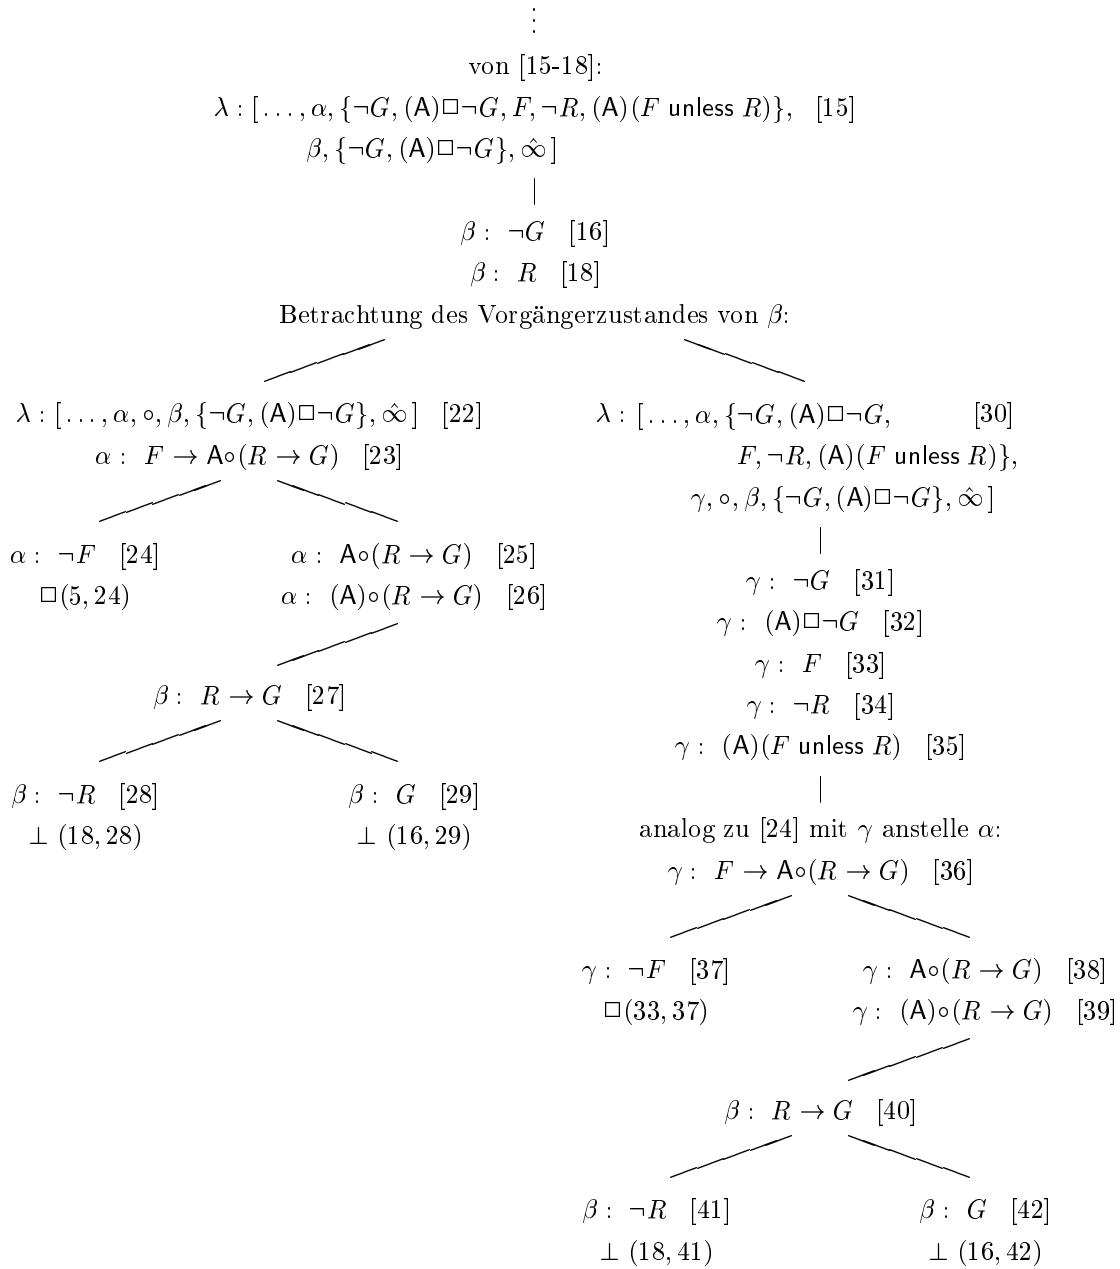 ⋮
von [15-18]:
λ : [ … , α, {¬G, (A)□¬G, F, ¬R, (A)(F unless R)}, [15]
β, {¬G, (A)□¬G}, ∞̂ ]
β : ¬G [16]
β : R [18]
Betrachtung des Vorgängerzustandes von β:
λ : [ … , α, ∘, β, {¬G, (A)□¬G}, ∞̂ ] [22]
α : F → A∘(R → G) [23]
α : ¬F [24]
□(5, 24)
α : A∘(R → G) [25]
α : (A)∘(R → G) [26]
β : R → G [27]
β : ¬R [28]
⊥ (18, 28)
β : G [29]
⊥ (16, 29)
λ : [ … , α, {¬G, (A)□¬G, [30]
F, ¬R, (A)(F unless R)},
γ, ∘, β, {¬G, (A)□¬G}, ∞̂ ]
γ : ¬G [31]
γ : (A)□¬G [32]
γ : F [33]
γ : ¬R [34]
γ : (A)(F unless R) [35]
analog zu [24] mit γ anstelle α:
γ : F → A∘(R → G) [36]
γ : ¬F [37]
□(33, 37)
γ : A∘(R → G) [38]
γ : (A)∘(R → G) [39]
β : R → G [40]
β : ¬R [41]
⊥ (18, 41)
β : G [42]
⊥ (16, 42)